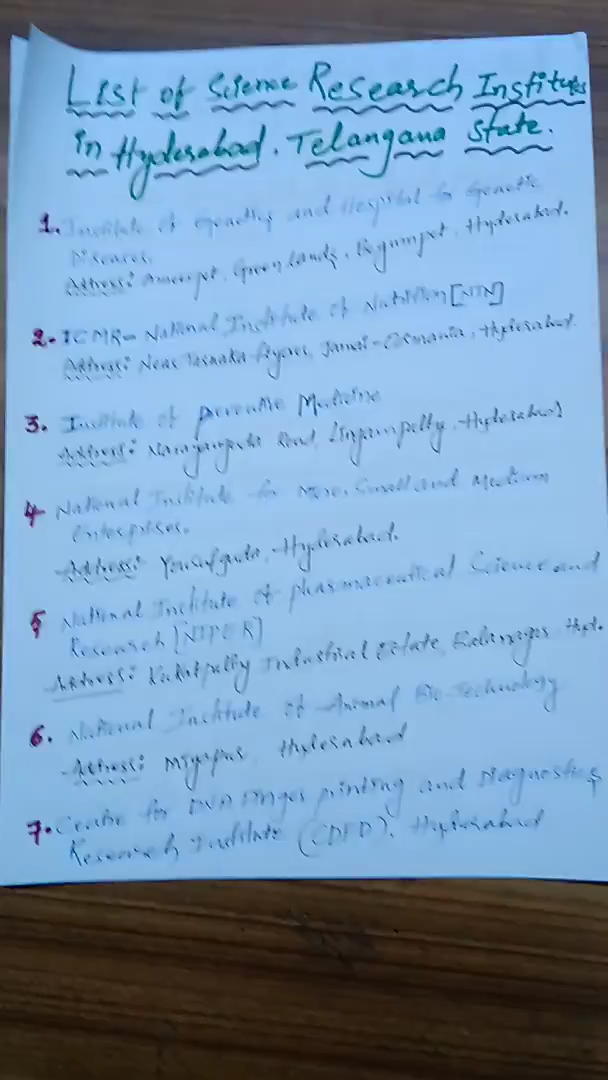 List of Science Research Institutes
in Hyderabad. Telangana State.
1. Institute of Genetics and Hospital for Genetic
Diseases.
Address: Ameerpet, Green lands, Begumpet, Hyderabad.
2. ICMR- National Institute of Nutrition [NIN]
Address: Near Tarnaka Jamai-Osmania, Hyderabad.
3. Institute of preventive Medicine
Address: Narayanguda Road, Lingampally, Hyderabad
4 National Institute for Micro, Small and Medium
Enterprises.
Address: Yousufguda, Hyderabad.
5 National Institute of pharmaceutical Science and
Research [NIPER]
Address: Kukatpally Industrial Estate, Balanagar, Hyd.
6. National Institute of Animal Bio Technology
Address: Miyapur, Hyderabad
7. Centre for DNA Finger printing and Diagnostics
Research Institute (CDFD). Hyderabad